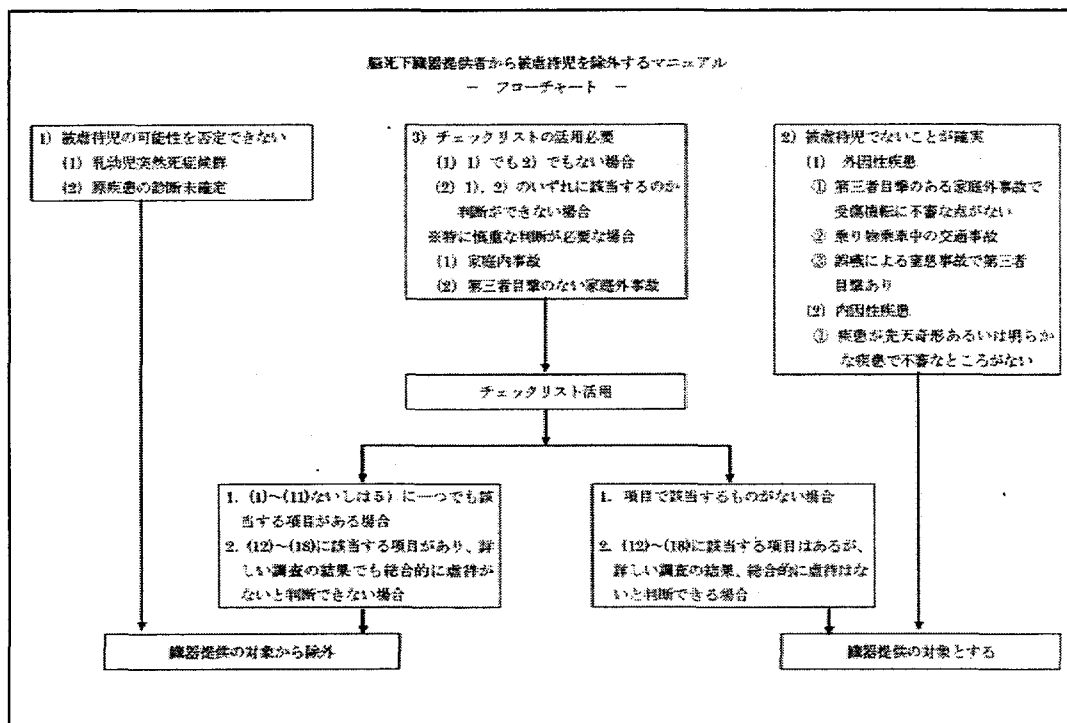 脳死下臓器提供者から被虐待児を除外するマニュアル
－ フローチャート －
1) 被虐待児の可能性を否定できない
(1) 乳幼児突然死症候群
(2) 原疾患の診断未確定
3) チェックリストの活用必要
(1) 1) でも2) でもない場合
(2) 1), 2) のいずれに該当するのか
判断ができない場合
※特に慎重な判断が必要な場合
(1) 家庭内事故
(2) 第三者目撃のない家庭外事故
2) 被虐待児でないことが確実
(1) 外因性疾患
① 第三者目撃のある家庭外事故で
受傷機転に不審な点がない
② 乗り物乗車中の交通事故
③ 誤嚥による窒息事故で第三者
目撃あり
(2) 内因性疾患
① 疾患が先天奇形あるいは明らか
な疾患で不審なところがない
チェックリスト活用
1. (1)～(11)ないしは5) に一つでも該
当する項目がある場合
2. (12)～(18)に該当する項目があり、詳
しい調査の結果でも総合的に虐待が
ないと判断できない場合
1. 項目で該当するものがない場合
2. (12)～(18)に該当する項目はあるが、
詳しい調査の結果、総合的に虐待はな
いと判断できる場合
臓器提供の対象から除外
臓器提供の対象とする